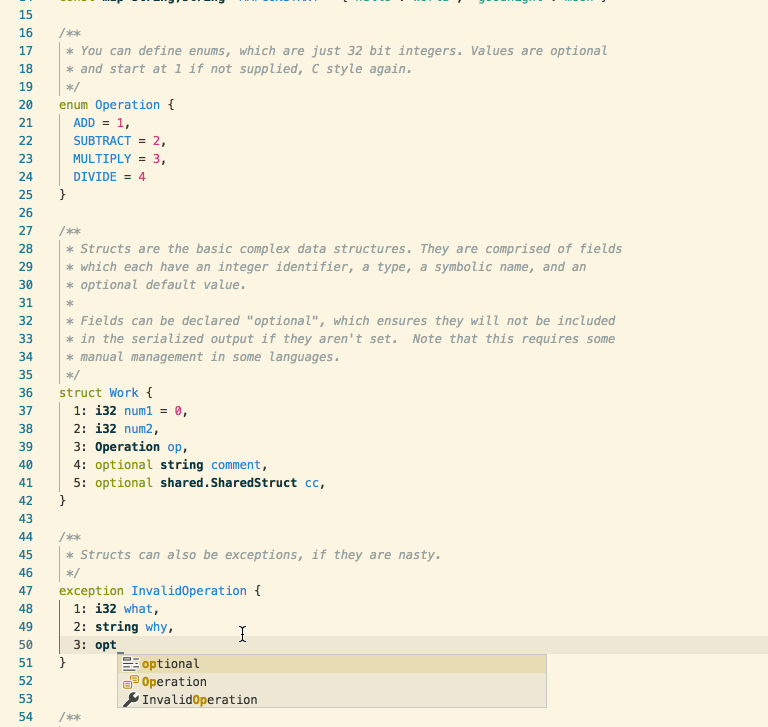 15
16 /**
17 * You can define enums, which are just 32 bit integers. Values are optional
18 * and start at 1 if not supplied, C style again.
19 */
20 enum Operation {
21 ADD = 1,
22 SUBTRACT = 2,
23 MULTIPLY = 3,
24 DIVIDE = 4
25 }
26
27 /**
28 * Structs are the basic complex data structures. They are comprised of fields
29 * which each have an integer identifier, a type, a symbolic name, and an
30 * optional default value.
31 *
32 * Fields can be declared "optional", which ensures they will not be included
33 * in the serialized output if they aren't set.  Note that this requires some
34 * manual management in some languages.
35 */
36 struct Work {
37 1: i32 num1 = 0,
38 2: i32 num2,
39 3: Operation op,
40 4: optional string comment,
41 5: optional shared.SharedStruct cc,
42 }
43
44 /**
45 * Structs can also be exceptions, if they are nasty.
46 */
47 exception InvalidOperation {
48 1: i32 what,
49 2: string why,
50 3: opt
51 }
optional
52
Operation
53
InvalidOperation
54 /**